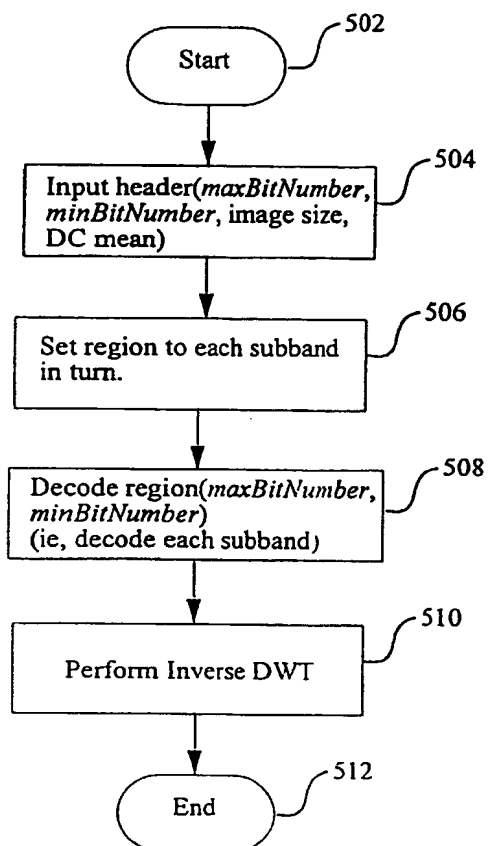 502
Start
504
Input header(maxBitNumber,
minBitNumber, image size,
DC mean)
506
Set region to each subband
in turn.
508
Decode region(maxBitNumber,
minBitNumber)
(ie, decode each subband)
510
Perform Inverse DWT
512
End